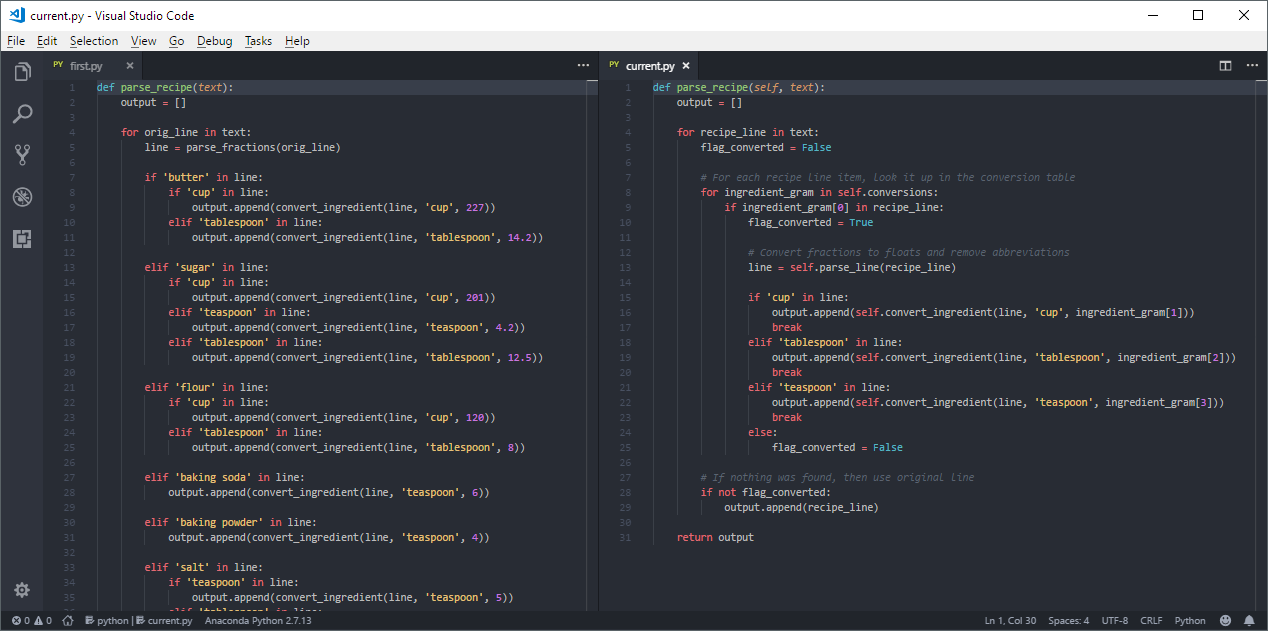 current.py - Visual Studio Code
File Edit Selection View Go Debug Tasks Help
PY first.py × ···
1 def parse_recipe(text):
2     output = []
3
4     for orig_line in text:
5         line = parse_fractions(orig_line)
6
7         if 'butter' in line:
8             if 'cup' in line:
9                 output.append(convert_ingredient(line, 'cup', 227))
10             elif 'tablespoon' in line:
11                 output.append(convert_ingredient(line, 'tablespoon', 14.2))
12
13         elif 'sugar' in line:
14             if 'cup' in line:
15                 output.append(convert_ingredient(line, 'cup', 201))
16             elif 'teaspoon' in line:
17                 output.append(convert_ingredient(line, 'teaspoon', 4.2))
18             elif 'tablespoon' in line:
19                 output.append(convert_ingredient(line, 'tablespoon', 12.5))
20
21         elif 'flour' in line:
22             if 'cup' in line:
23                 output.append(convert_ingredient(line, 'cup', 120))
24             elif 'tablespoon' in line:
25                 output.append(convert_ingredient(line, 'tablespoon', 8))
26
27         elif 'baking soda' in line:
28             output.append(convert_ingredient(line, 'teaspoon', 6))
29
30         elif 'baking powder' in line:
31             output.append(convert_ingredient(line, 'teaspoon', 4))
32
33         elif 'salt' in line:
34             if 'teaspoon' in line:
35                 output.append(convert_ingredient(line, 'teaspoon', 5))
PY current.py × ···
1 def parse_recipe(self, text):
2     output = []
3
4     for recipe_line in text:
5         flag_converted = False
6
7         # For each recipe line item, look it up in the conversion table
8         for ingredient_gram in self.conversions:
9             if ingredient_gram[0] in recipe_line:
10                 flag_converted = True
11
12                 # Convert fractions to floats and remove abbreviations
13                 line = self.parse_line(recipe_line)
14
15                 if 'cup' in line:
16                     output.append(self.convert_ingredient(line, 'cup', ingredient_gram[1]))
17                     break
18                 elif 'tablespoon' in line:
19                     output.append(self.convert_ingredient(line, 'tablespoon', ingredient_gram[2]))
20                     break
21                 elif 'teaspoon' in line:
22                     output.append(self.convert_ingredient(line, 'teaspoon', ingredient_gram[3]))
23                     break
24                 else:
25                     flag_converted = False
26
27         # If nothing was found, then use original line
28         if not flag_converted:
29             output.append(recipe_line)
30
31     return output
0 0 python | current.py Anaconda Python 2.7.13 Ln 1, Col 30 Spaces: 4 UTF-8 CRLF Python